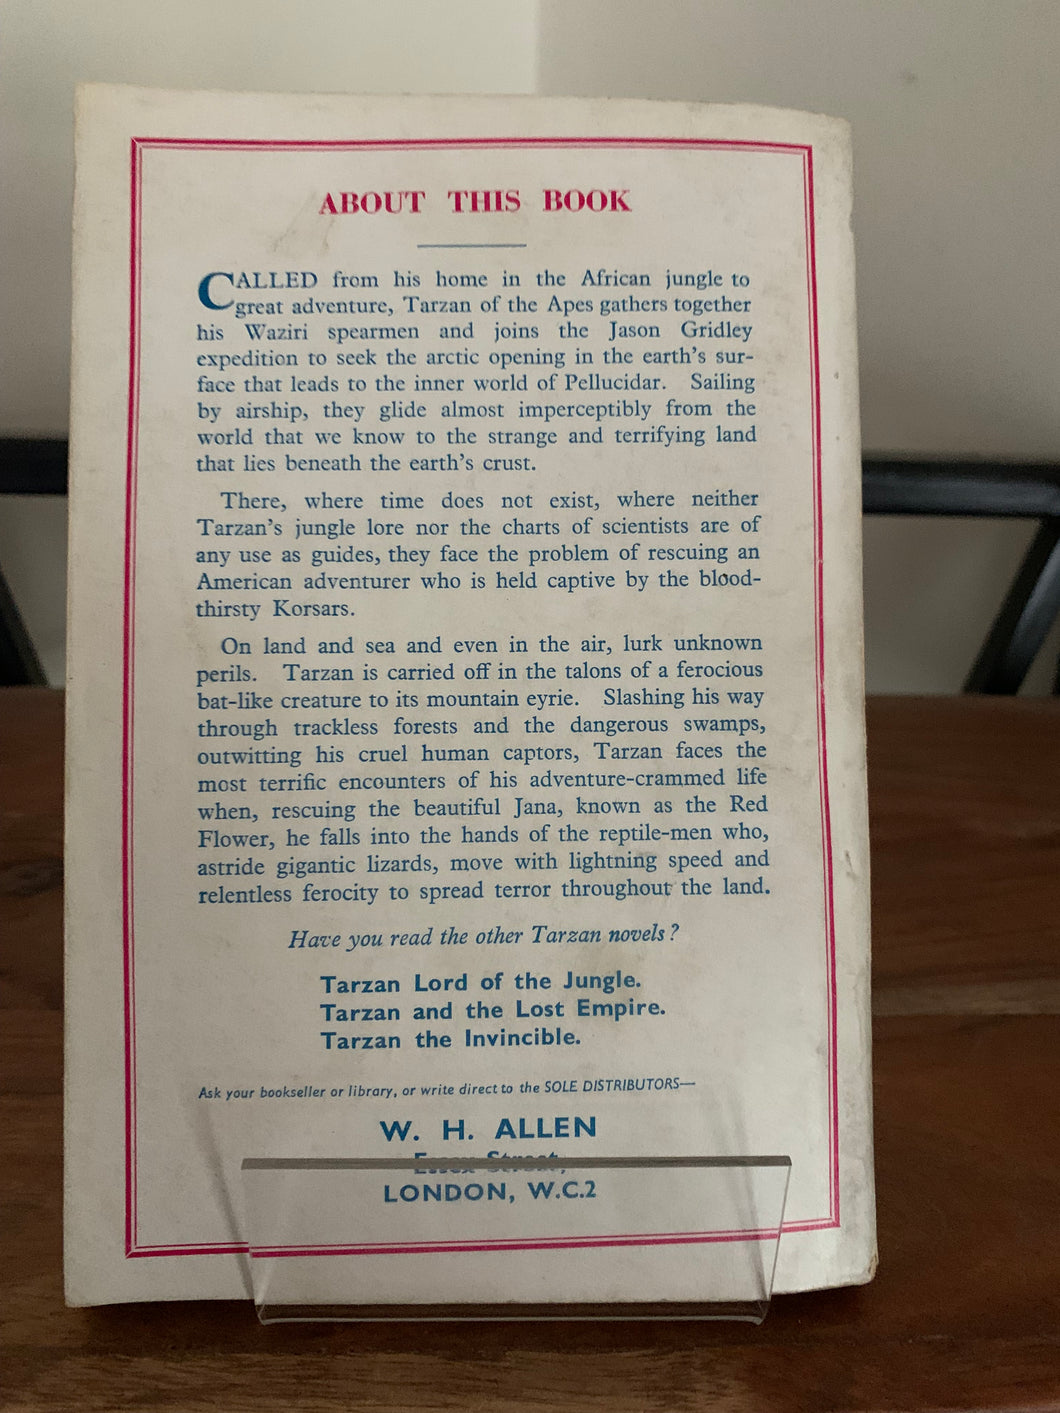 ABOUT THIS BOOK
CALLED from his home in the African jungle to
great adventure, Tarzan of the Apes gathers together
his Waziri spearmen and joins the Jason Gridley
expedition to seek the arctic opening in the earth's sur-
face that leads to the inner world of Pellucidar. Sailing
by airship, they glide almost imperceptibly from the
world that we know to the strange and terrifying land
that lies beneath the earth's crust.
There, where time does not exist, where neither
Tarzan's jungle lore nor the charts of scientists are of
any use as guides, they face the problem of rescuing an
American adventurer who is held captive by the blood-
thirsty Korsars.
On land and sea and even in the air, lurk unknown
perils. Tarzan is carried off in the talons of a ferocious
bat-like creature to its mountain eyrie. Slashing his way
through trackless forests and the dangerous swamps,
outwitting his cruel human captors, Tarzan faces the
most terrific encounters of his adventure-crammed life
when, rescuing the beautiful Jana, known as the Red
Flower, he falls into the hands of the reptile-men who,
astride gigantic lizards, move with lightning speed and
relentless ferocity to spread terror throughout the land.
Have you read the other Tarzan novels?
Tarzan Lord of the Jungle.
Tarzan and the Lost Empire.
Tarzan the Invincible.
Ask your bookseller or library, or write direct to the SOLE DISTRIBUTORS—
W. H. ALLEN
Essex Street,
LONDON, W.C.2